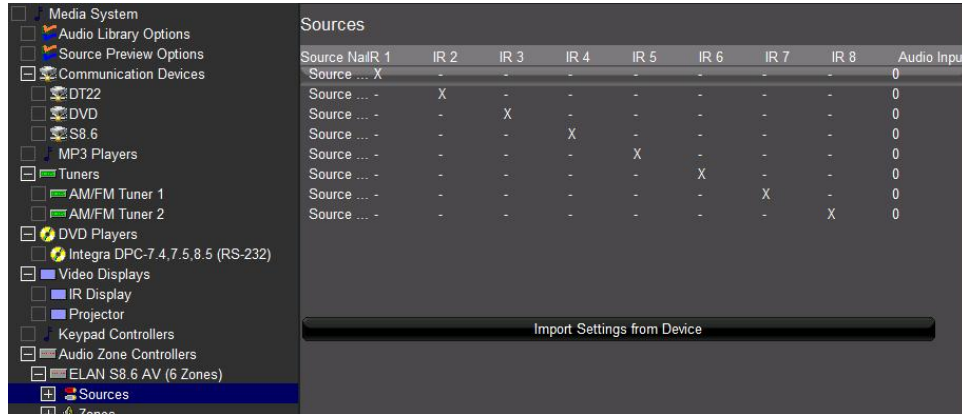 Media System
Audio Library Options
Source Preview Options
Communication Devices
DT22
DVD
S8.6
MP3 Players
Tuners
AM/FM Tuner 1
AM/FM Tuner 2
DVD Players
Integra DPC-7.4,7.5,8.5 (RS-232)
Video Displays
IR Display
Projector
Keypad Controllers
Audio Zone Controllers
ELAN S8.6 AV (6 Zones)
Sources
Zones
Sources
Source Nai IR 1 IR 2 IR 3 IR 4 IR 5 IR 6 IR 7 IR 8 Audio Inpu
Source ... X - - - - - - - 0
Source ... - X - - - - - - 0
Source ... - - X - - - - - 0
Source ... - - - X - - - - 0
Source ... - - - - X - - - 0
Source ... - - - - - X - - 0
Source ... - - - - - - X - 0
Source ... - - - - - - - X 0
Import Settings from Device